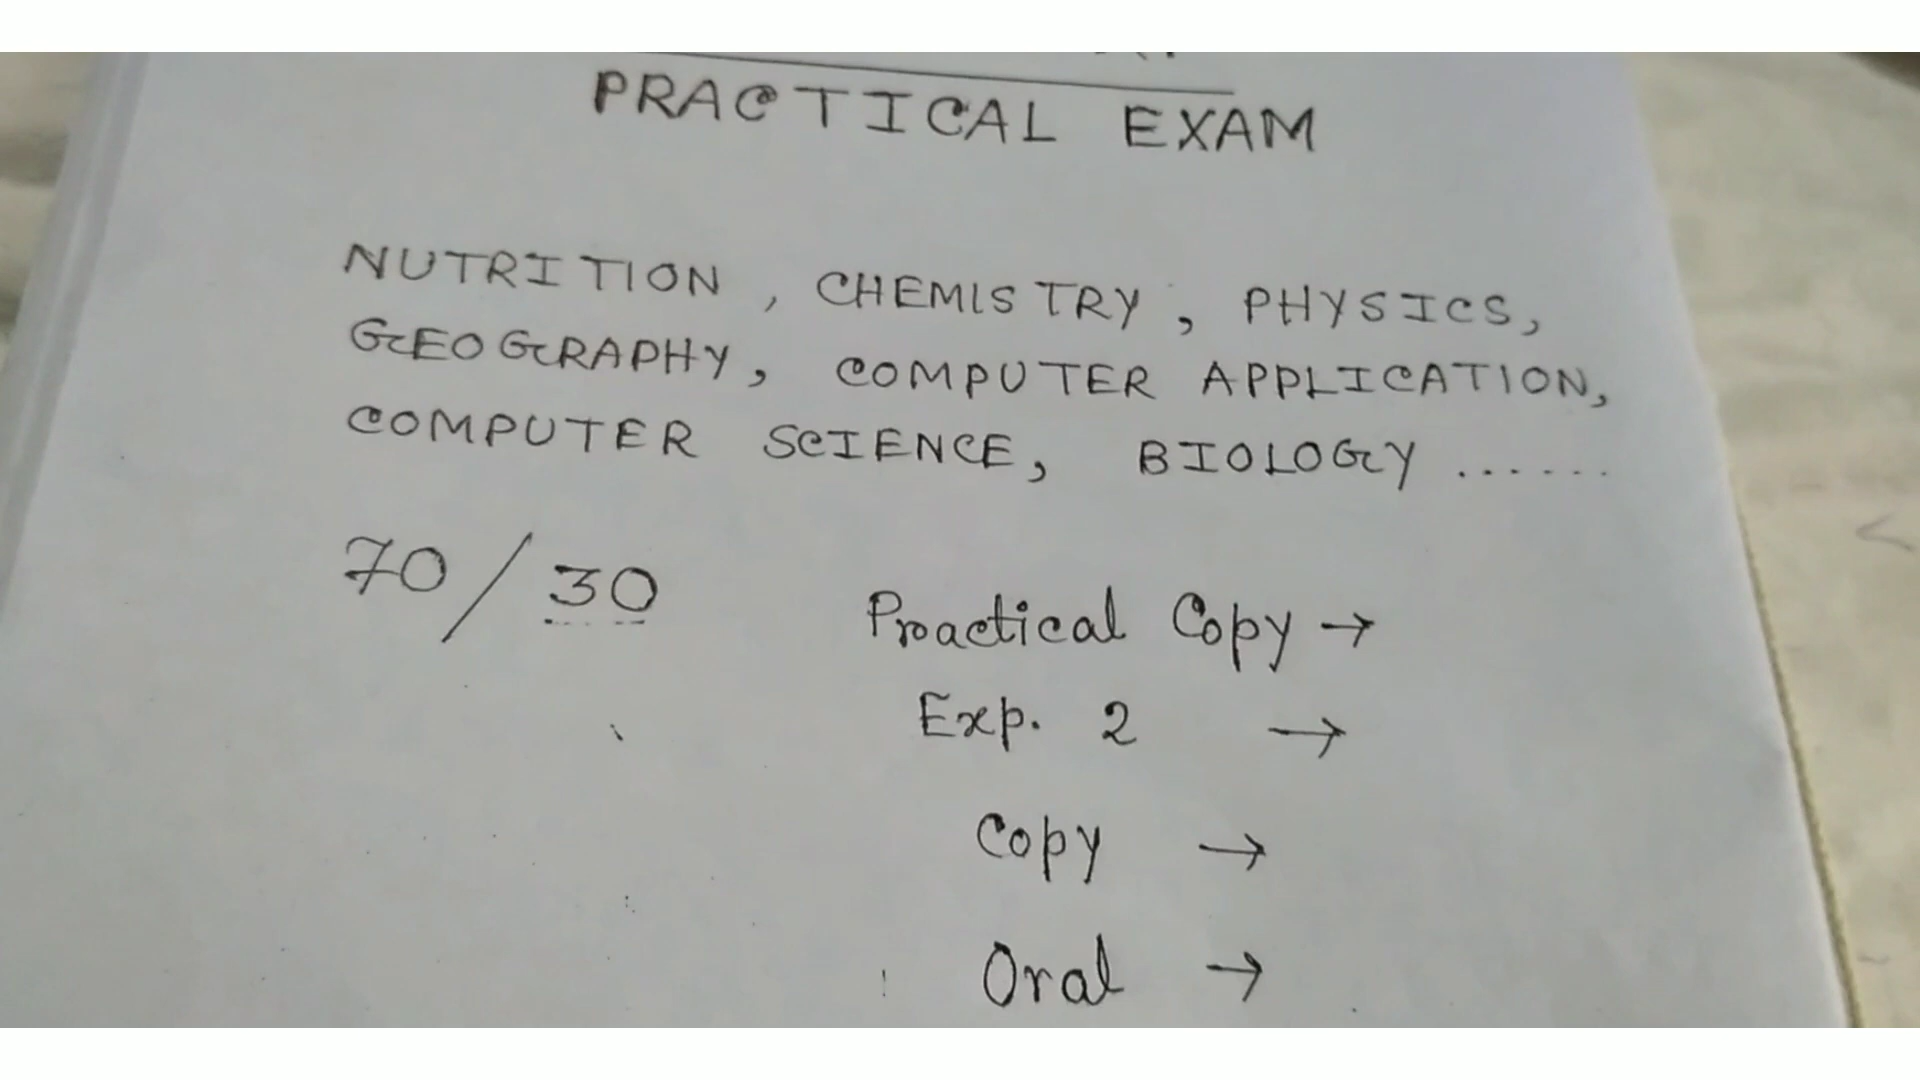 PRACTICAL EXAM
NUTRITION, CHEMISTRY, PHYSICS,
GEOGRAPHY, COMPUTER APPLICATION,
COMPUTER SCIENCE, BIOLOGY ......
70/30
Practical Copy →
Exp. 2 →
Copy →
Oral →